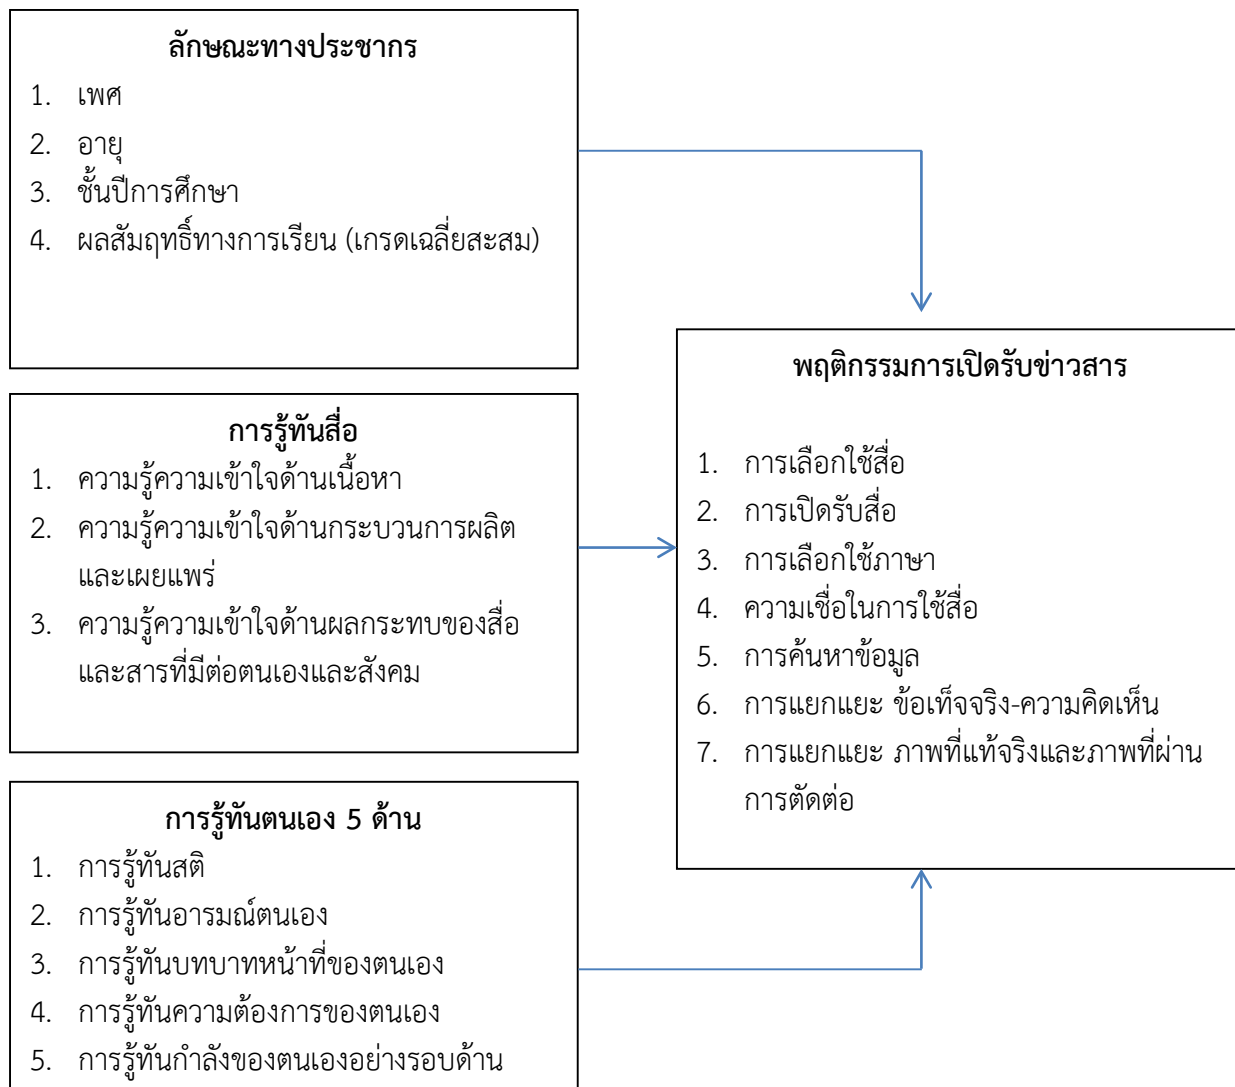 ลักษณะทางประชากร
1. เพศ
2. อายุ
3. ชั้นปีการศึกษา
4. ผลสัมฤทธิ์ทางการเรียน (เกรดเฉลี่ยสะสม)
การรู้ทันสื่อ
1. ความรู้ความเข้าใจด้านเนื้อหา
2. ความรู้ความเข้าใจด้านกระบวนการผลิต
และเผยแพร่
3. ความรู้ความเข้าใจด้านผลกระทบของสื่อ
และสารที่มีต่อตนเองและสังคม
การรู้ทันตนเอง 5 ด้าน
1. การรู้ทันสติ
2. การรู้ทันอารมณ์ตนเอง
3. การรู้ทันบทบาทหน้าที่ของตนเอง
4. การรู้ทันความต้องการของตนเอง
5. การรู้ทันกำลังของตนเองอย่างรอบด้าน
พฤติกรรมการเปิดรับข่าวสาร
1. การเลือกใช้สื่อ
2. การเปิดรับสื่อ
3. การเลือกใช้ภาษา
4. ความเชื่อในการใช้สื่อ
5. การค้นหาข้อมูล
6. การแยกแยะ ข้อเท็จจริง-ความคิดเห็น
7. การแยกแยะ ภาพที่แท้จริงและภาพที่ผ่าน
การตัดต่อ